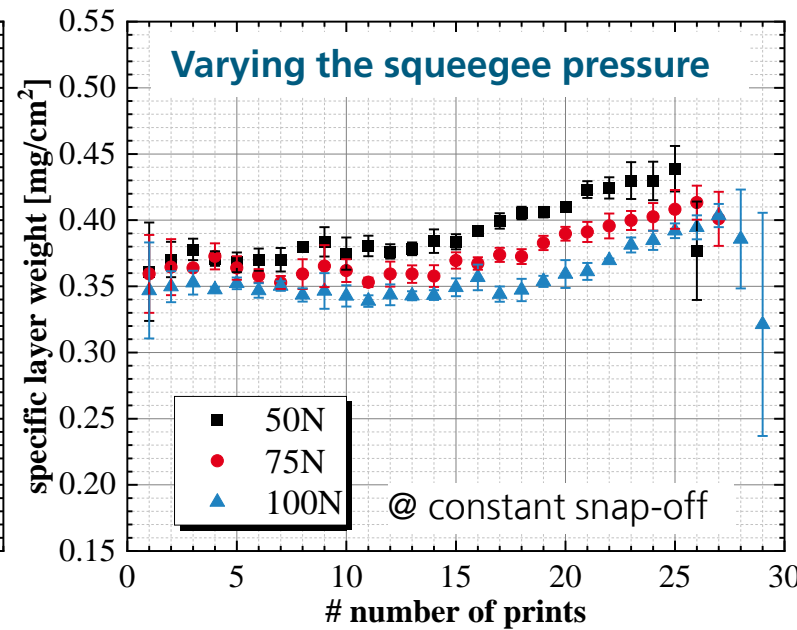 Varying the squeegee pressure
specific layer weight [mg/cm²]
0.55
0.50
0.45
0.40
0.35
0.30
0.25
0.20
0.15
50N
75N
100N
@ constant snap-off
0 5 10 15 20 25 30
# number of prints